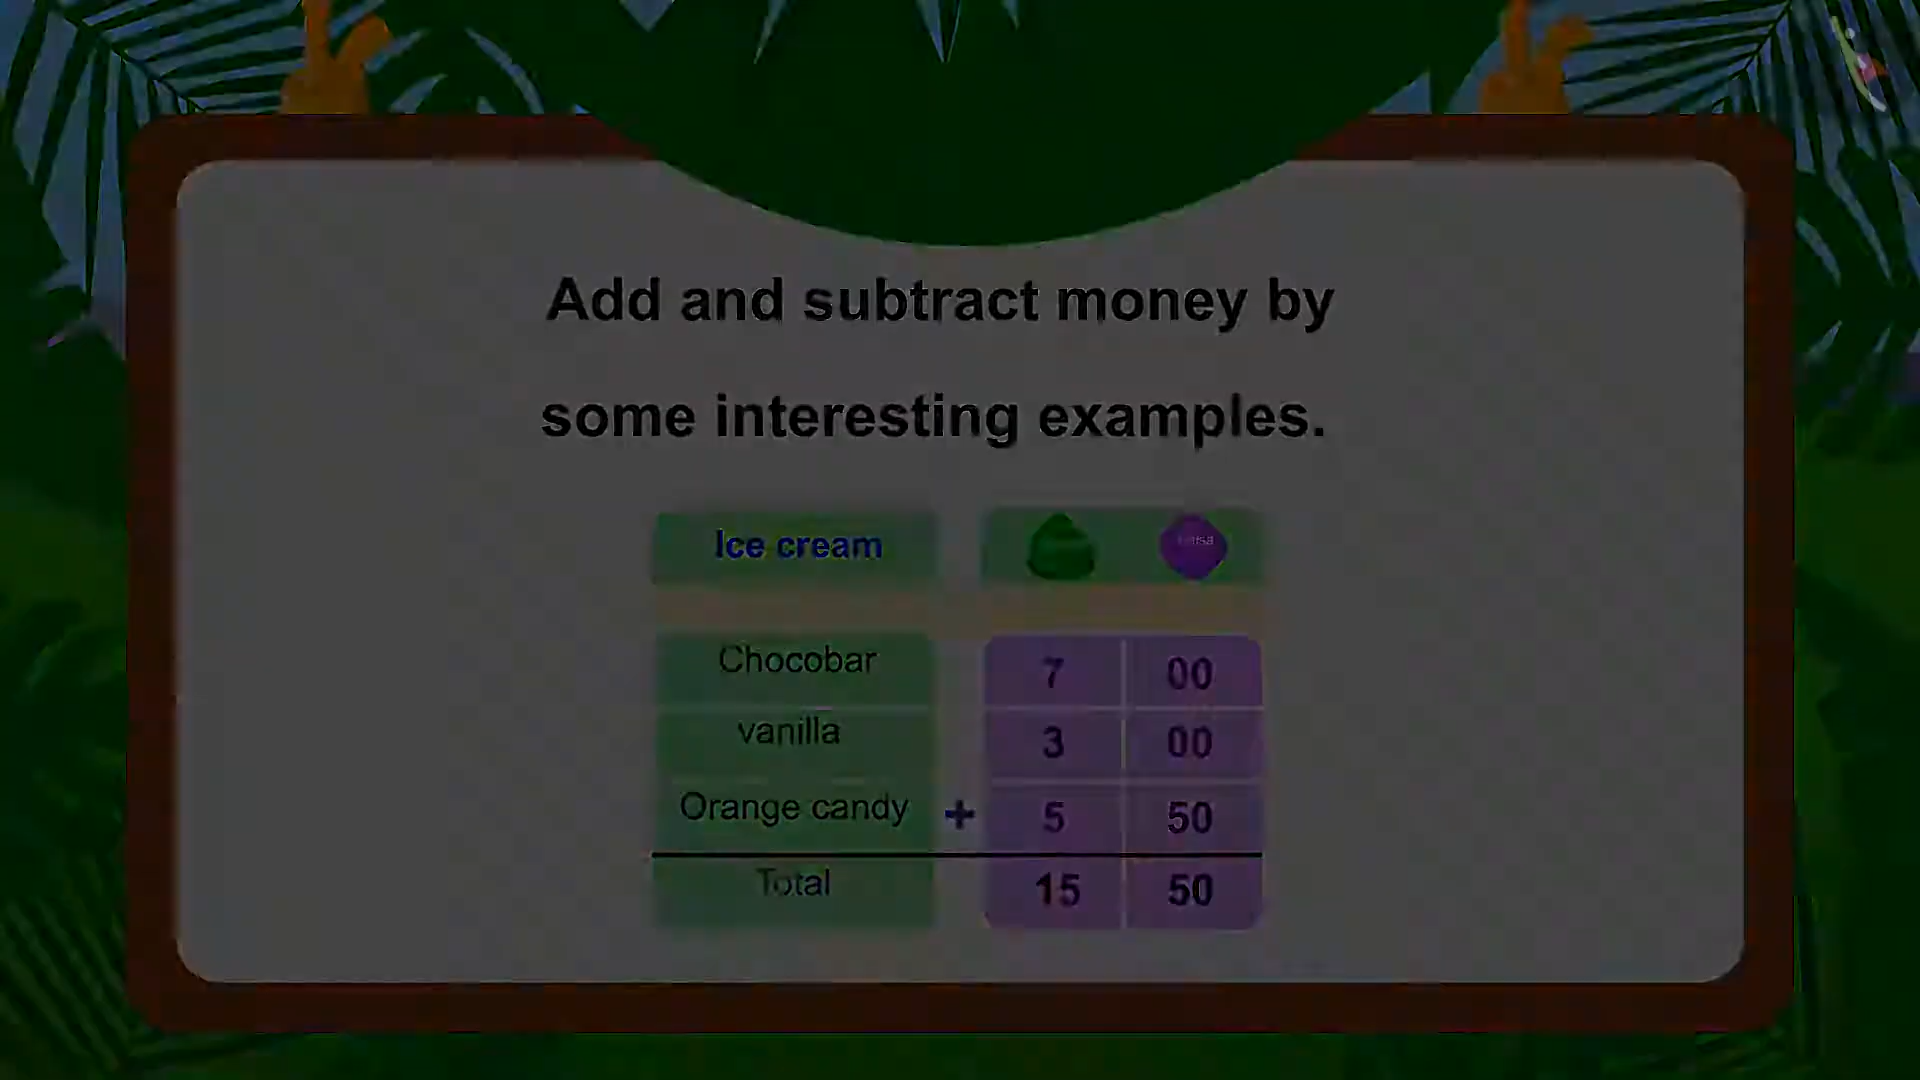 Add and subtract money by
some interesting examples.
Ice cream
Chocobar 7 00
vanilla 3 00
Orange candy + 5 50
Total 15 50